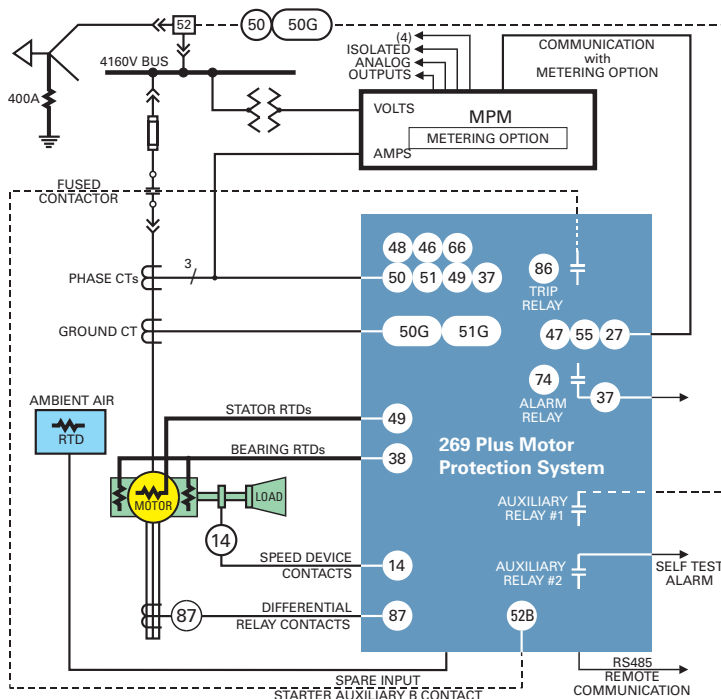 52
50
50G
(4)
ISOLATED
ANALOG
OUTPUTS
COMMUNICATION
with
METERING OPTION
4160V BUS
400A
VOLTS
MPM
METERING OPTION
AMPS
FUSED
CONTACTOR
3
PHASE CTs
48 46 66
50 51 49 37
86
TRIP
RELAY
GROUND CT
50G 51G
47 55 27
74
ALARM
RELAY
37
AMBIENT AIR
RTD
STATOR RTDs
49
BEARING RTDs
38
269 Plus Motor
Protection System
MOTOR
LOAD
AUXILIARY
RELAY #1
14
SPEED DEVICE
CONTACTS
14
AUXILIARY
RELAY #2
SELF TEST
ALARM
87
DIFFERENTIAL
RELAY CONTACTS
87
52B
SPARE INPUT
STARTER AUXILIARY B CONTACT
RS485
REMOTE
COMMUNICATION